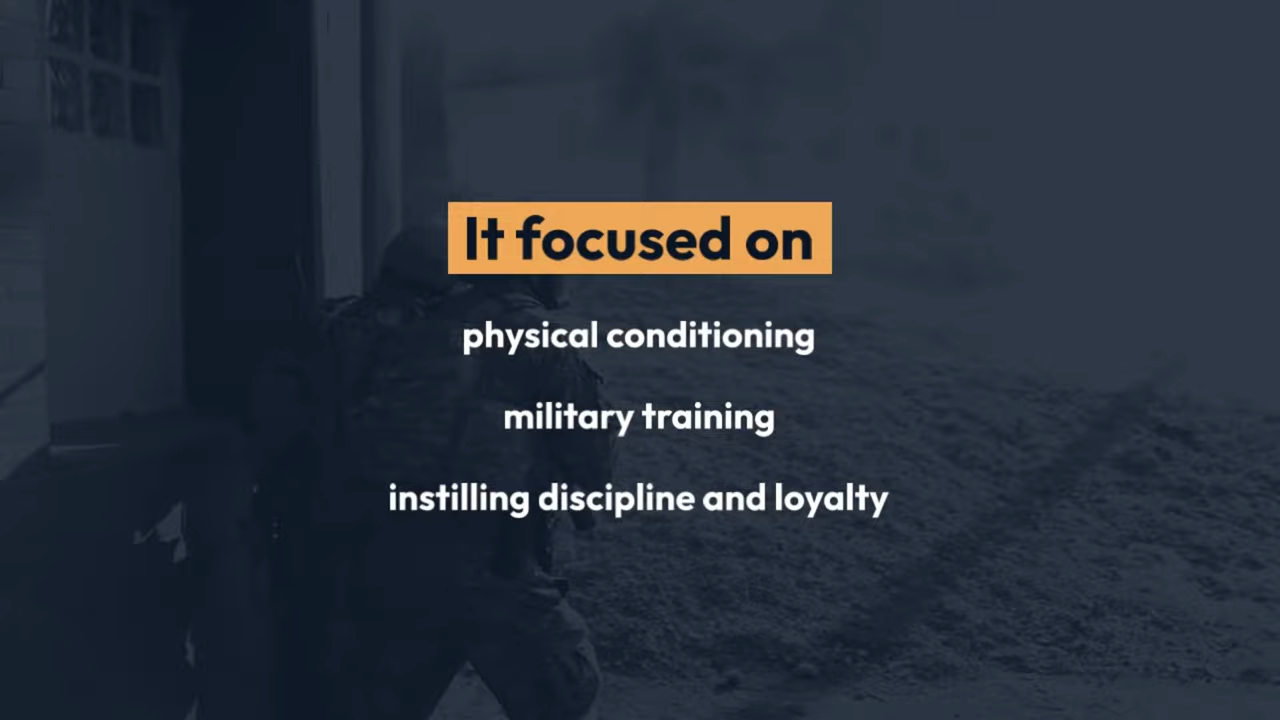 It focused on
physical conditioning
military training
instilling discipline and loyalty